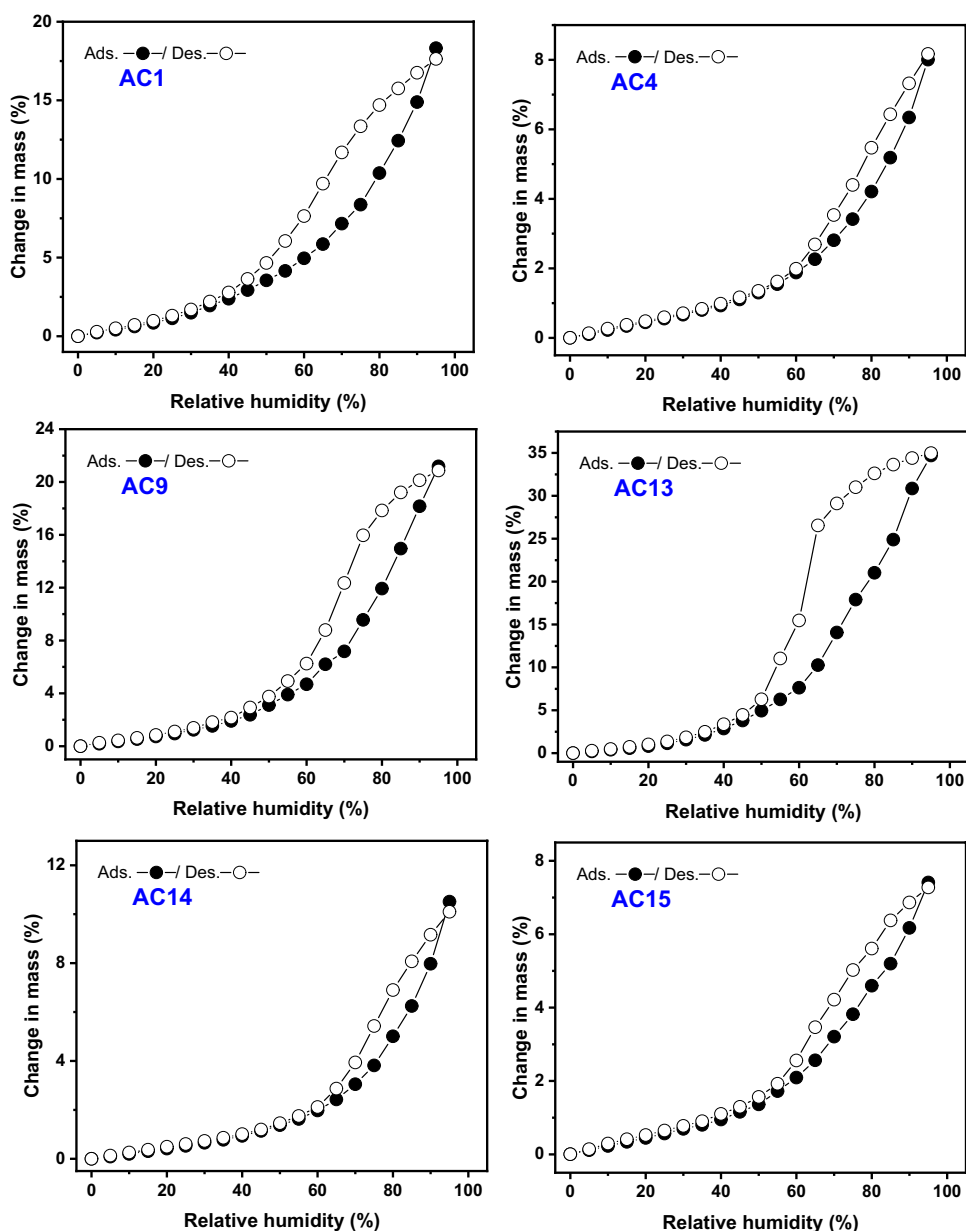 20
15
10
5
0
Change in mass (%)
Ads. / Des.
AC1
0 20 40 60 80 100
Relative humidity (%)
8
6
4
2
0
Change in mass (%)
Ads. / Des.
AC4
0 20 40 60 80 100
Relative humidity (%)
24
20
16
12
8
4
0
Change in mass (%)
Ads. / Des.
AC9
0 20 40 60 80 100
Relative humidity (%)
35
30
25
20
15
10
5
0
Change in mass (%)
Ads. / Des.
AC13
0 20 40 60 80 100
Relative humidity (%)
12
8
4
0
Change in mass (%)
Ads. / Des.
AC14
0 20 40 60 80 100
Relative humidity (%)
8
6
4
2
0
Change in mass (%)
Ads. / Des.
AC15
0 20 40 60 80 100
Relative humidity (%)